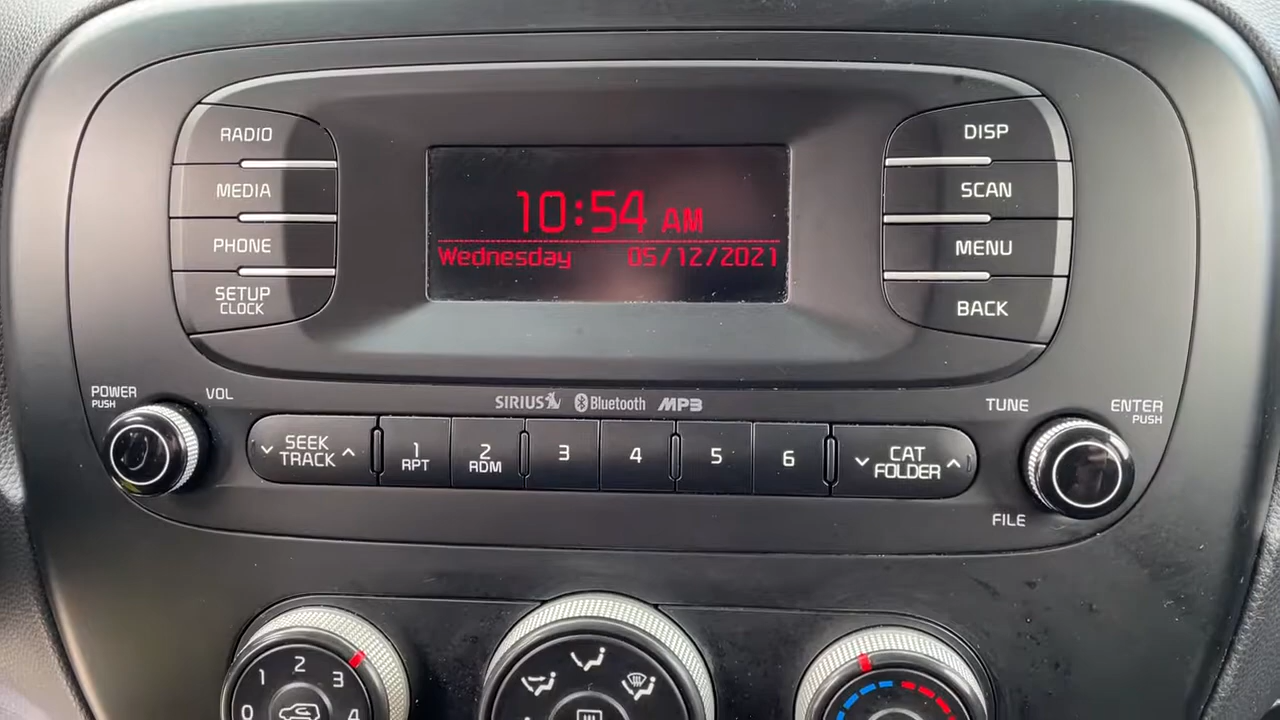 RADIO
MEDIA
PHONE
SETUP
CLOCK
10:54 AM
Wednesday 05/12/2021
DISP
SCAN
MENU
BACK
POWER
PUSH
VOL
SIRIUS Bluetooth MP3
TUNE
ENTER
PUSH
SEEK
TRACK
1
RPT
2
RDM
3
4
5
6
CAT
FOLDER
FILE
0 1 2 3 4